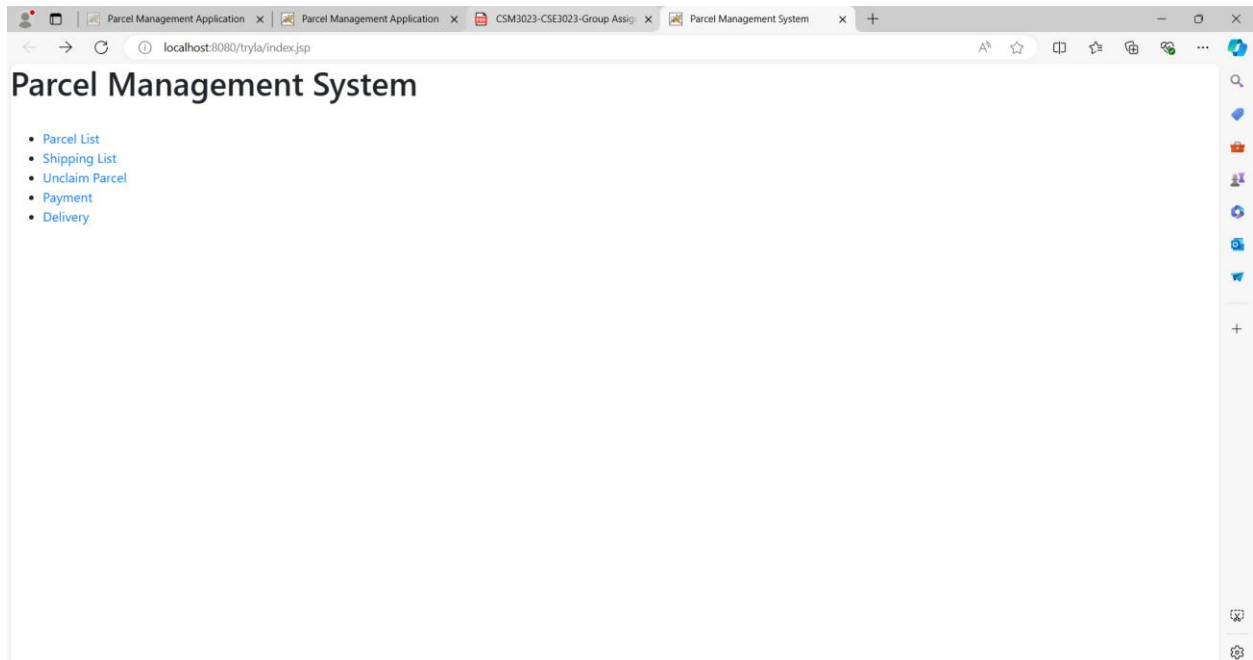 Parcel Management Application
Parcel Management Application
CSM3023-CSE3023-Group Assig
Parcel Management System
localhost:8080/tryla/index.jsp
Parcel Management System
Parcel List
Shipping List
Unclaim Parcel
Payment
Delivery